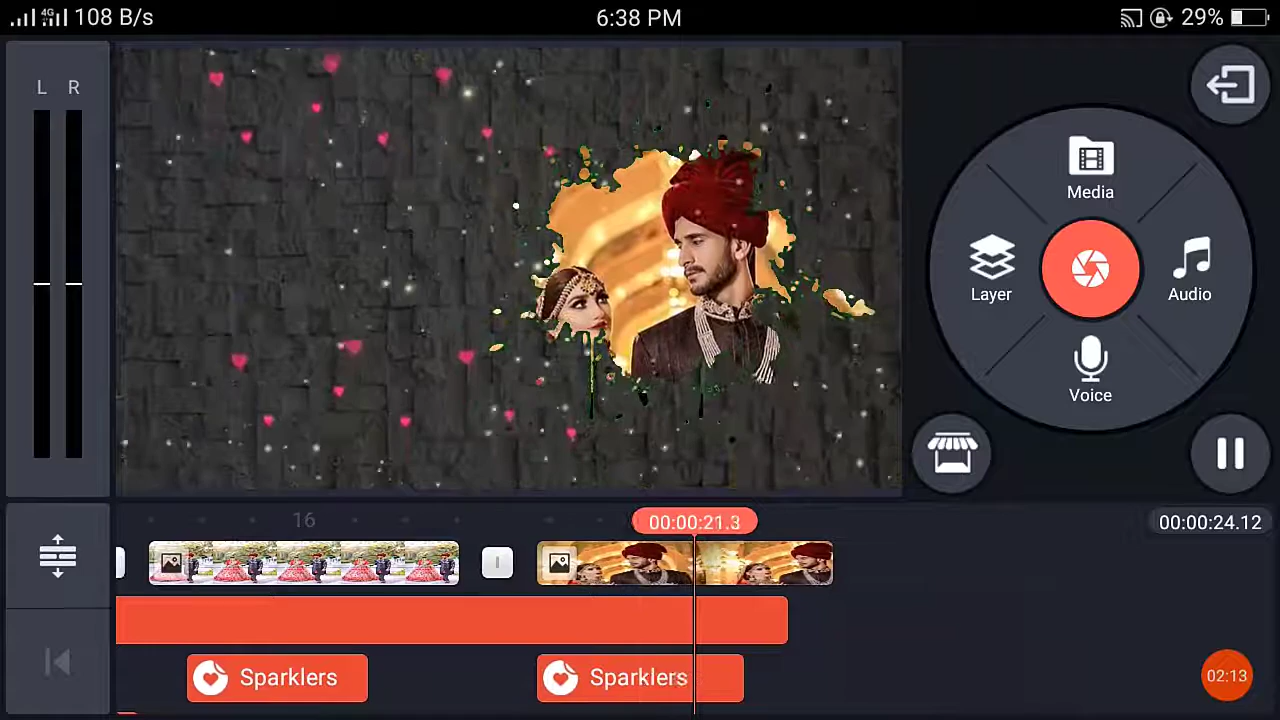 4G 108 B/s 6:38 PM 29%
L R
Media
Layer
Audio
Voice
16
00:00:21.3
00:00:24.12
Sparklers
Sparklers
02:13